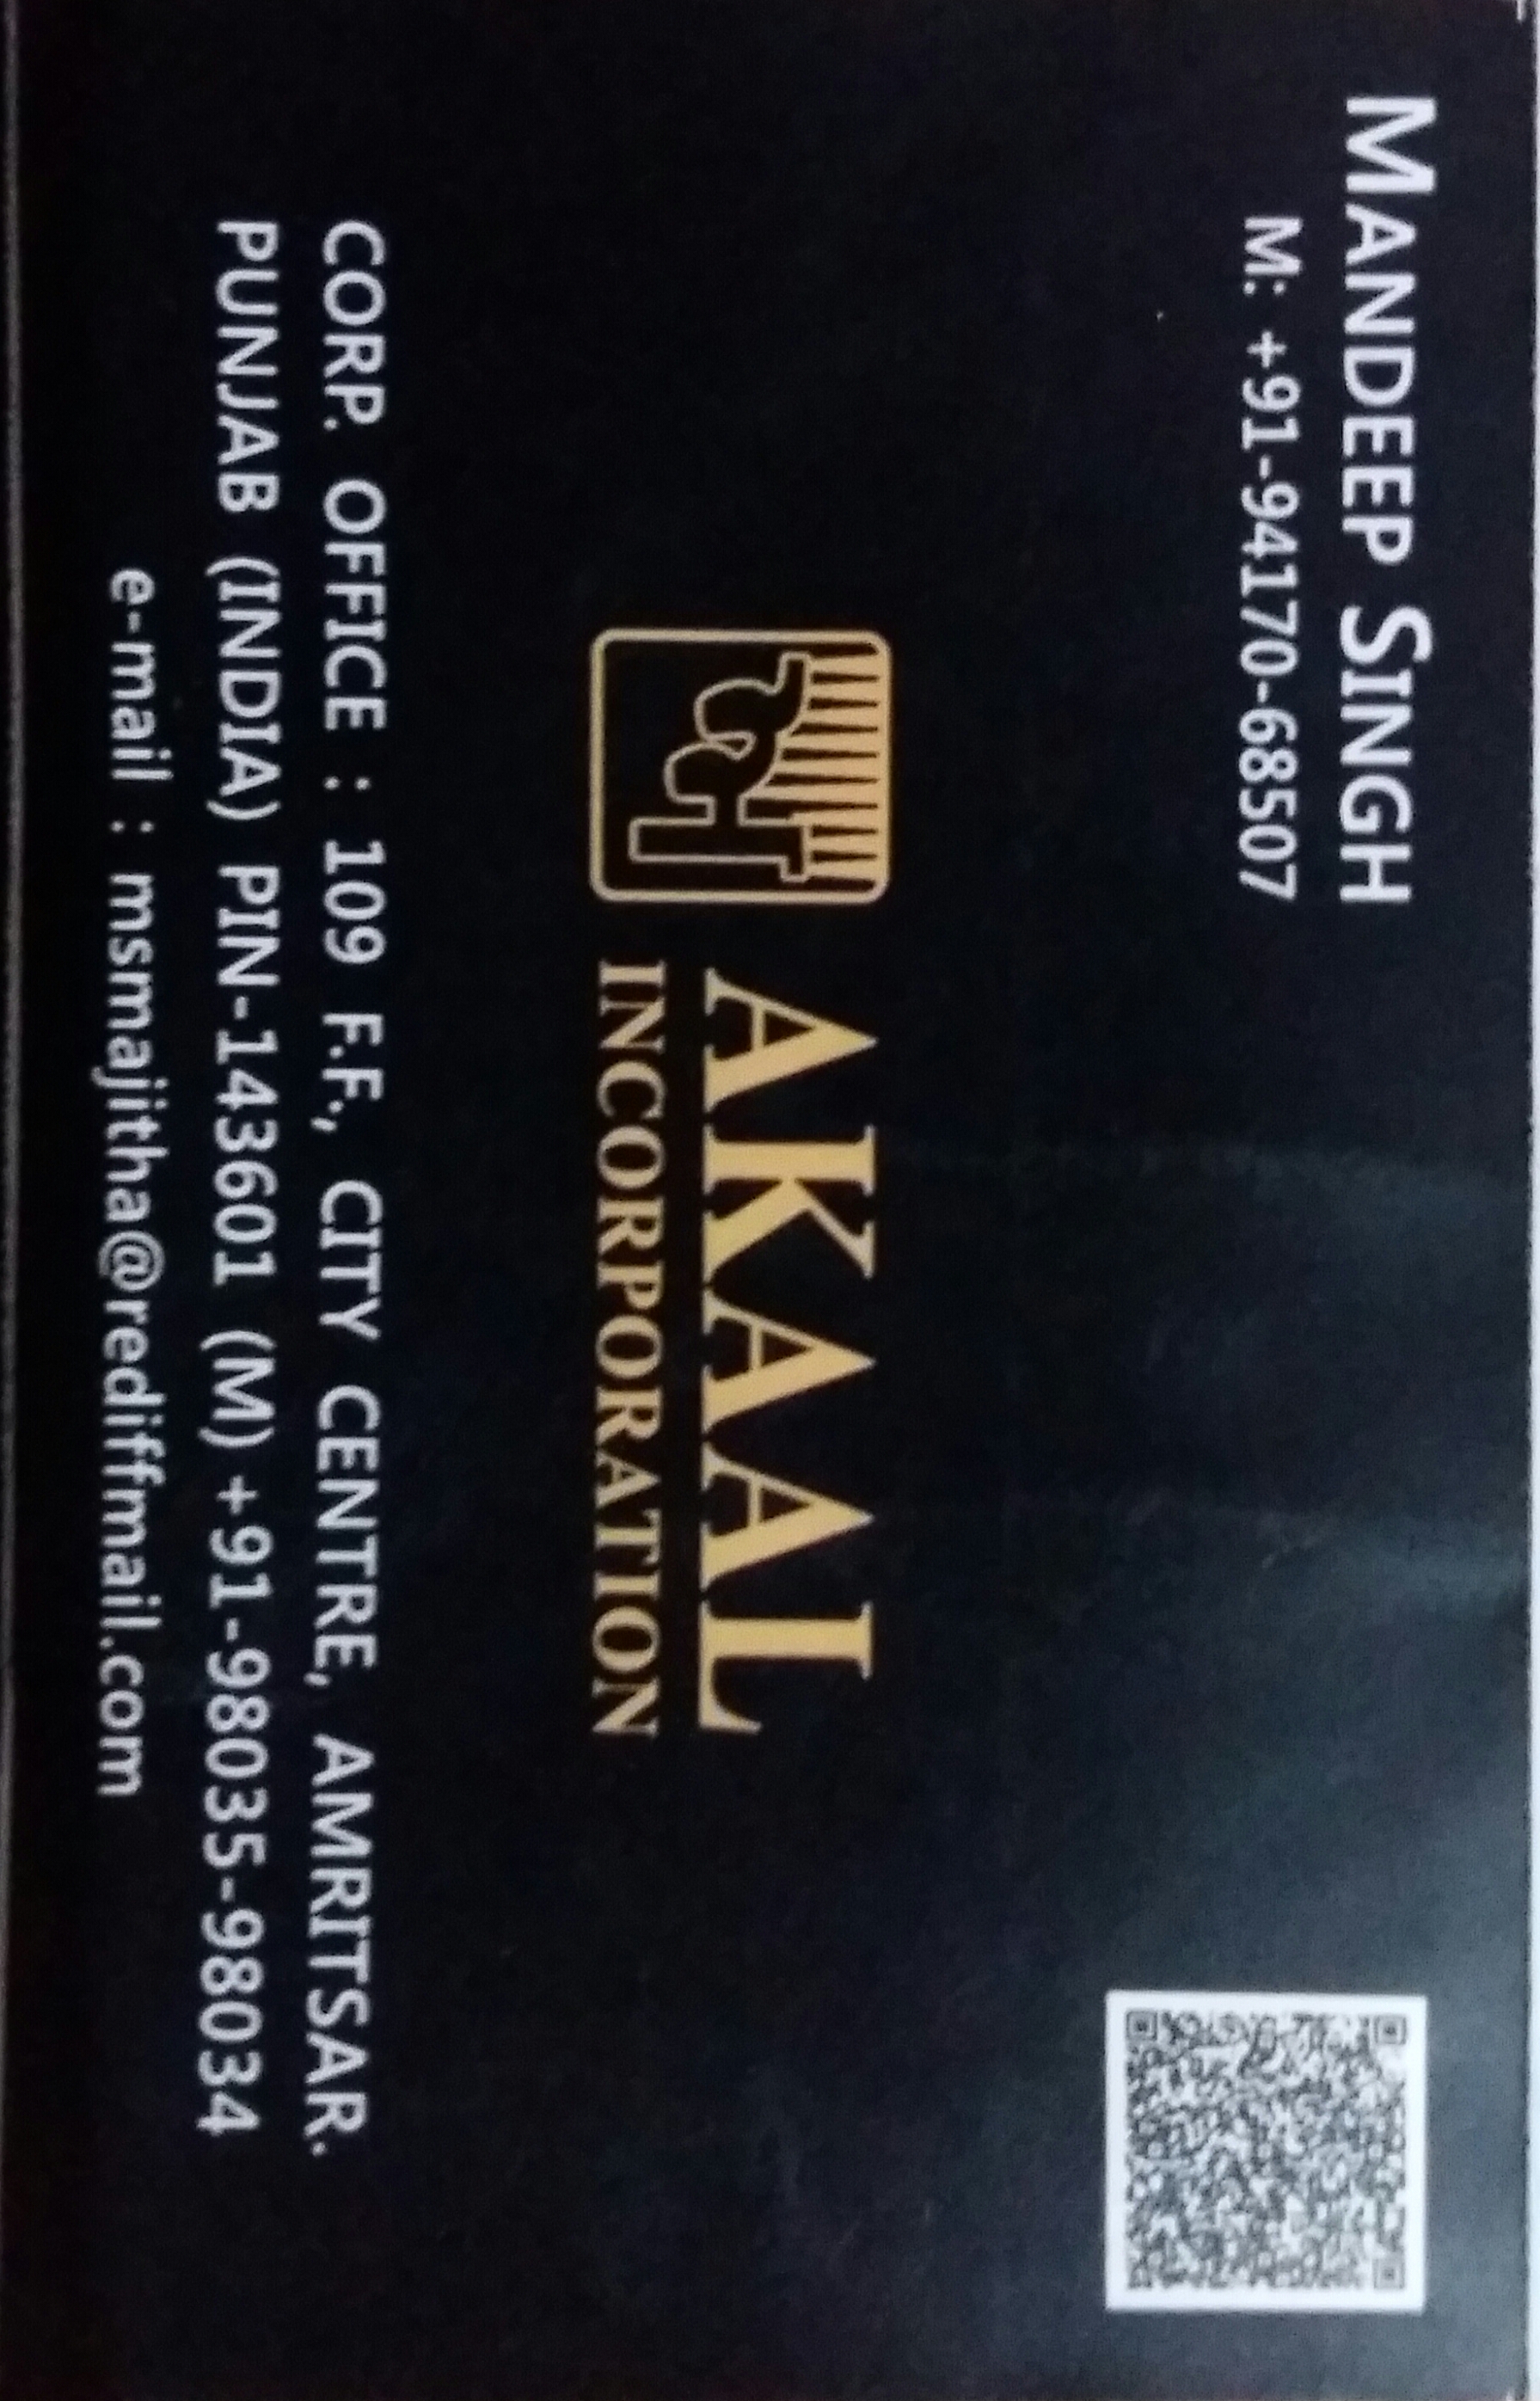 MANDEEP SINGH
M: +91-94170-68507
ਅ
AKAAL
INCORPORATION
CORP. OFFICE : 109 F.F., CITY CENTRE, AMRITSAR.
PUNJAB (INDIA) PIN-143601 (M) +91-98035-98034
e-mail : msmajitha@rediffmail.com